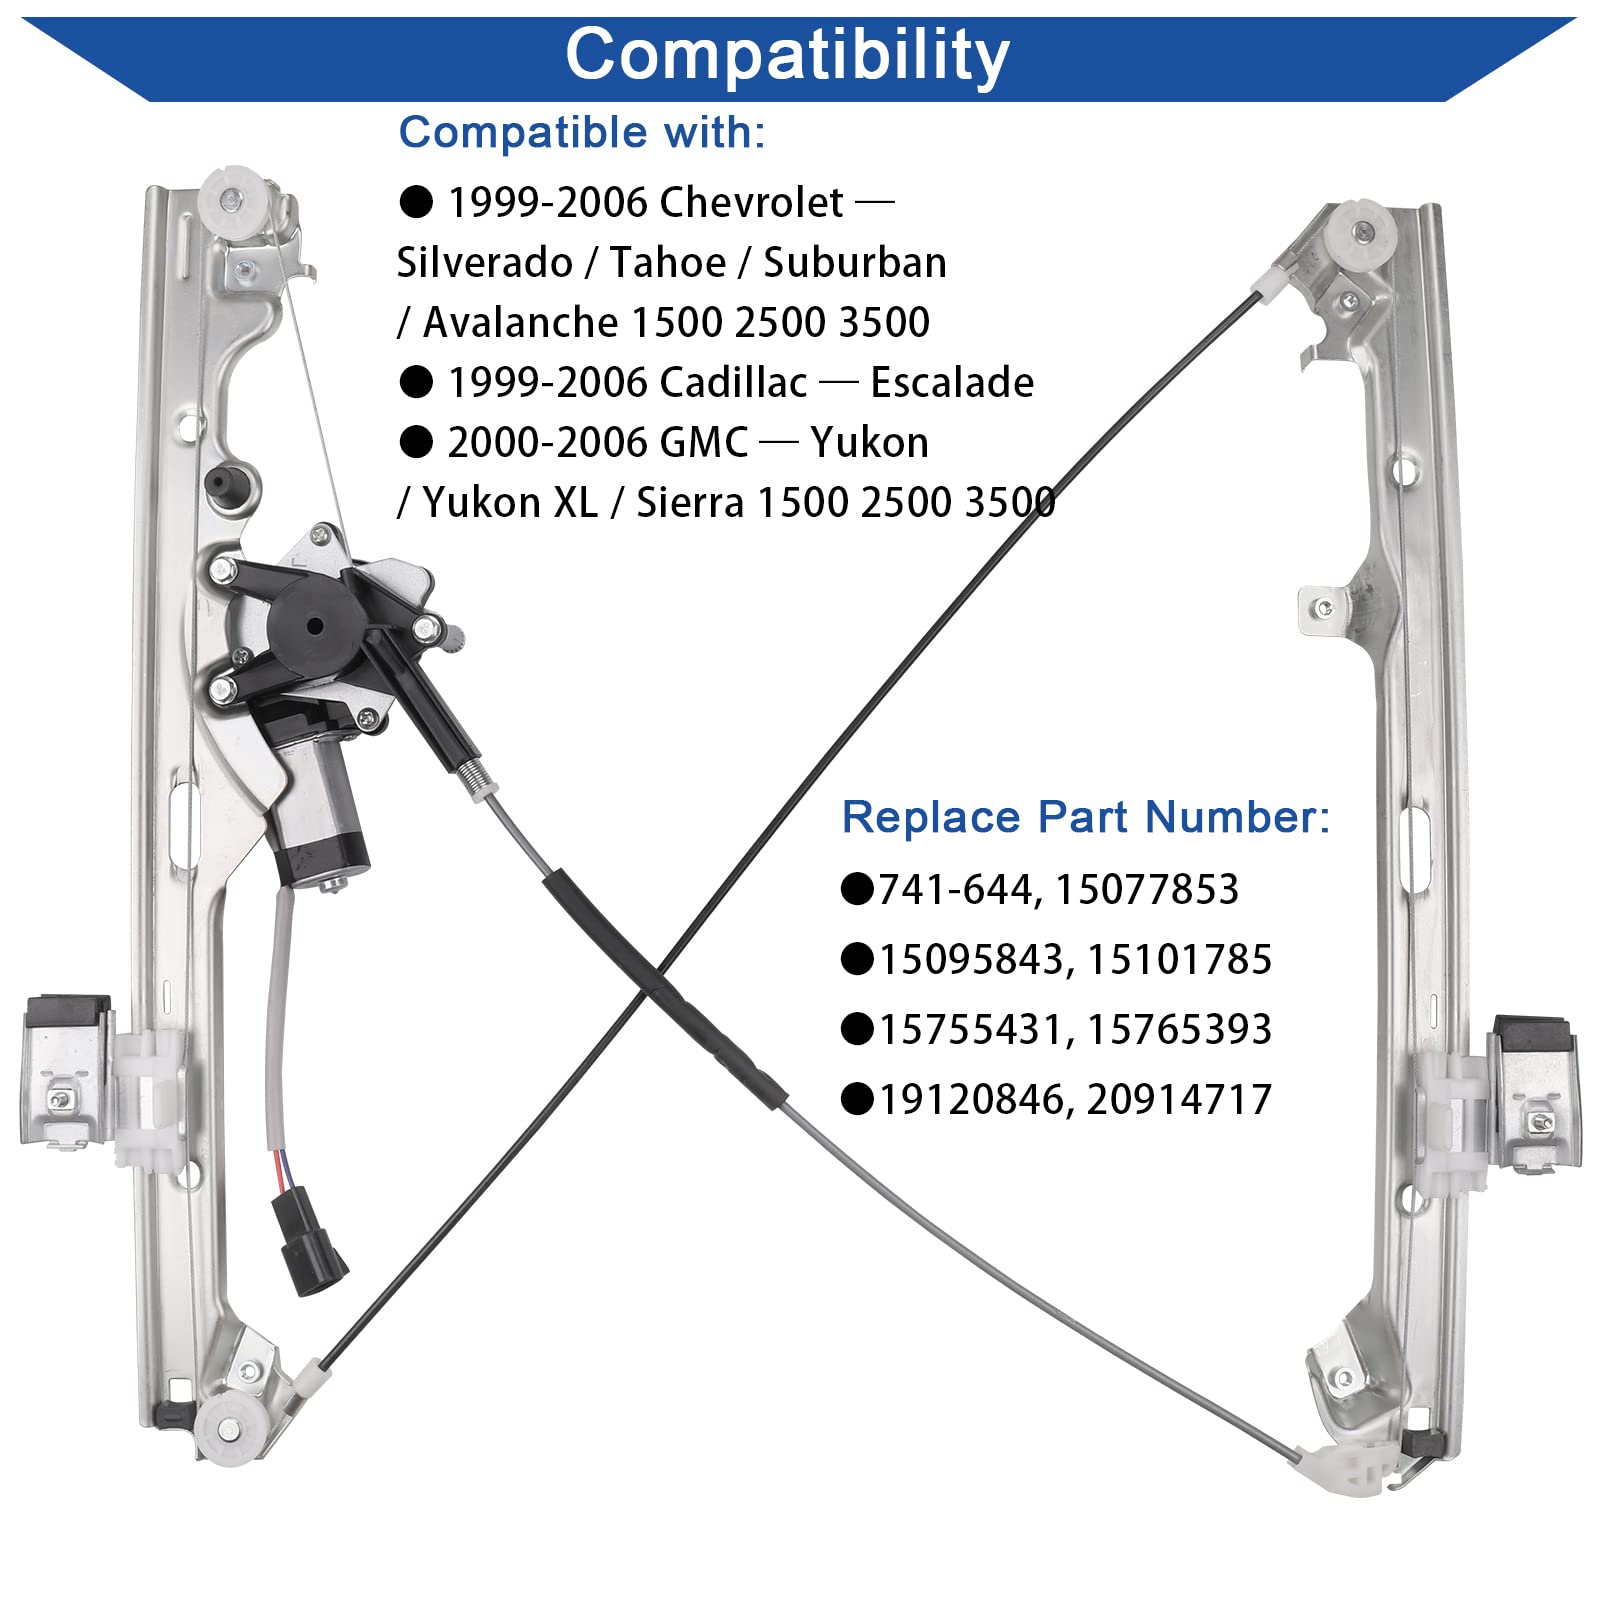 Compatibility
Compatible with:
● 1999-2006 Chevrolet —
Silverado / Tahoe / Suburban
/ Avalanche 1500 2500 3500
● 1999-2006 Cadillac — Escalade
● 2000-2006 GMC — Yukon
/ Yukon XL / Sierra 1500 2500 3500
Replace Part Number:
●741-644, 15077853
●15095843, 15101785
●15755431, 15765393
●19120846, 20914717